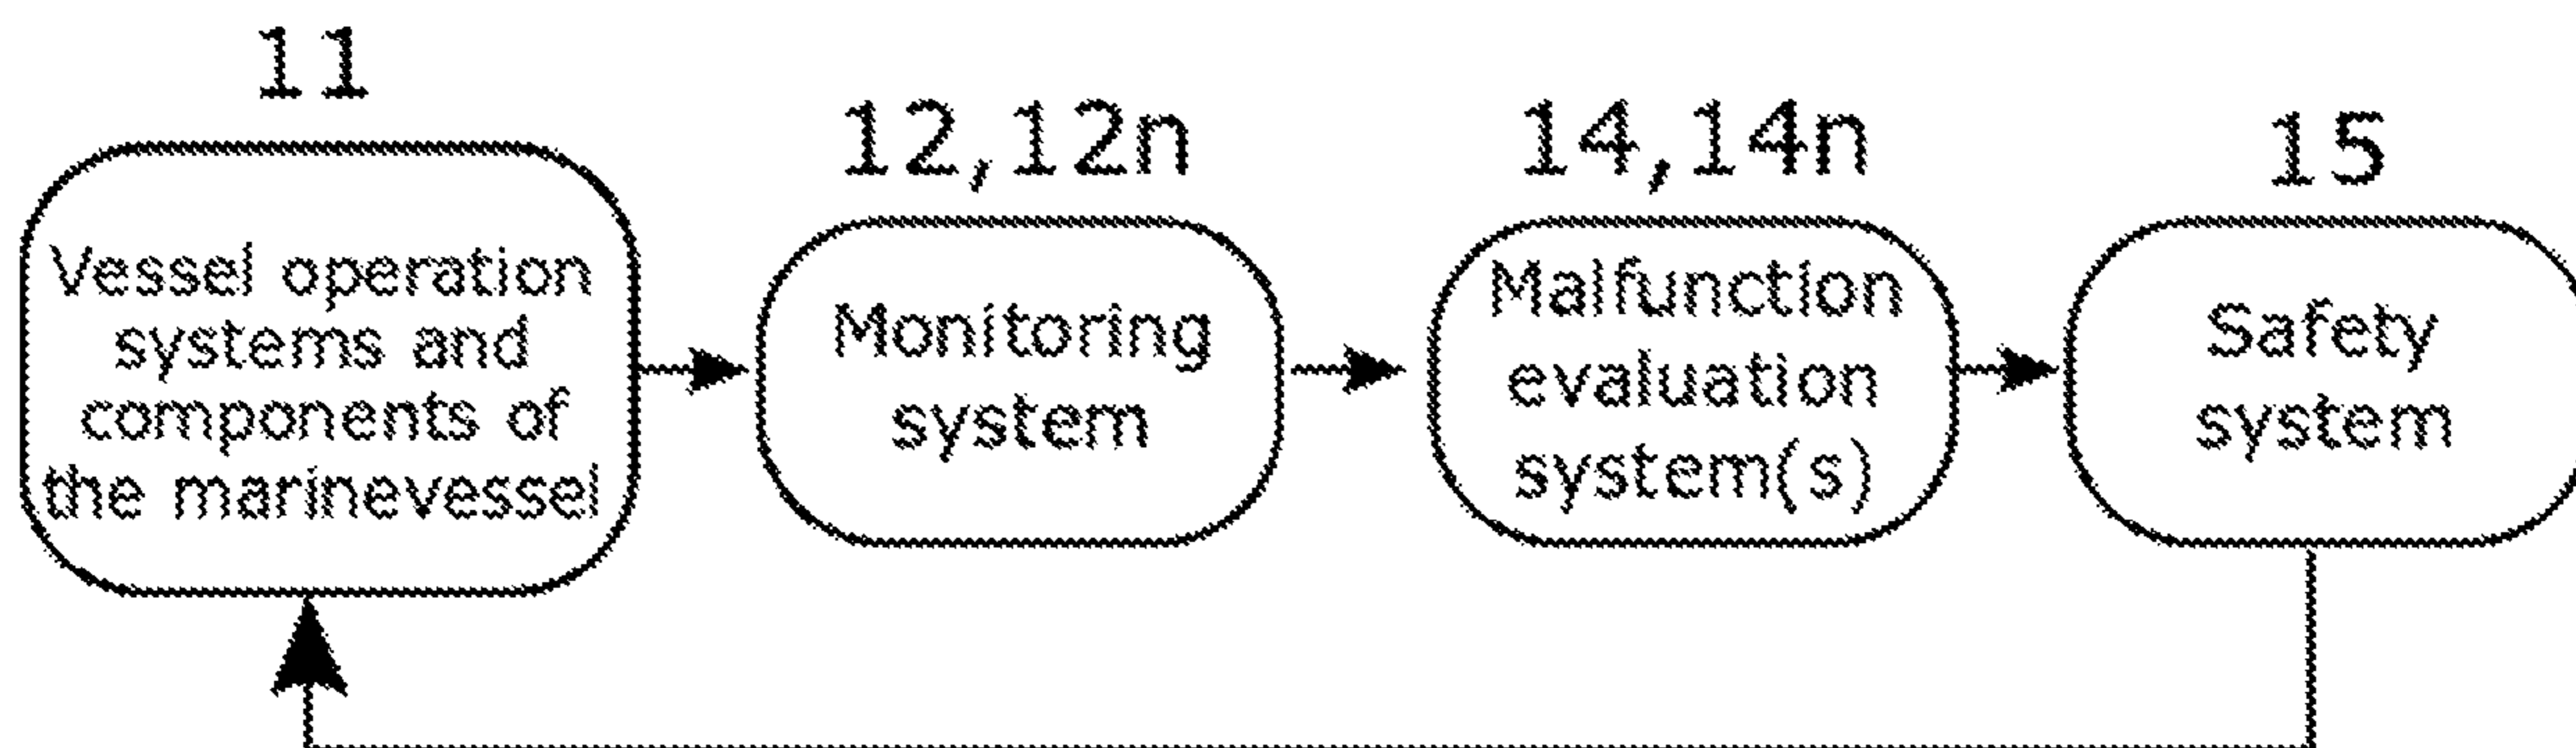 11
Vessel operation
systems and
components of
the marinevessel
12,12n
Monitoring
system
14,14n
Malfunction
evaluation
system(s)
15
Safety
system